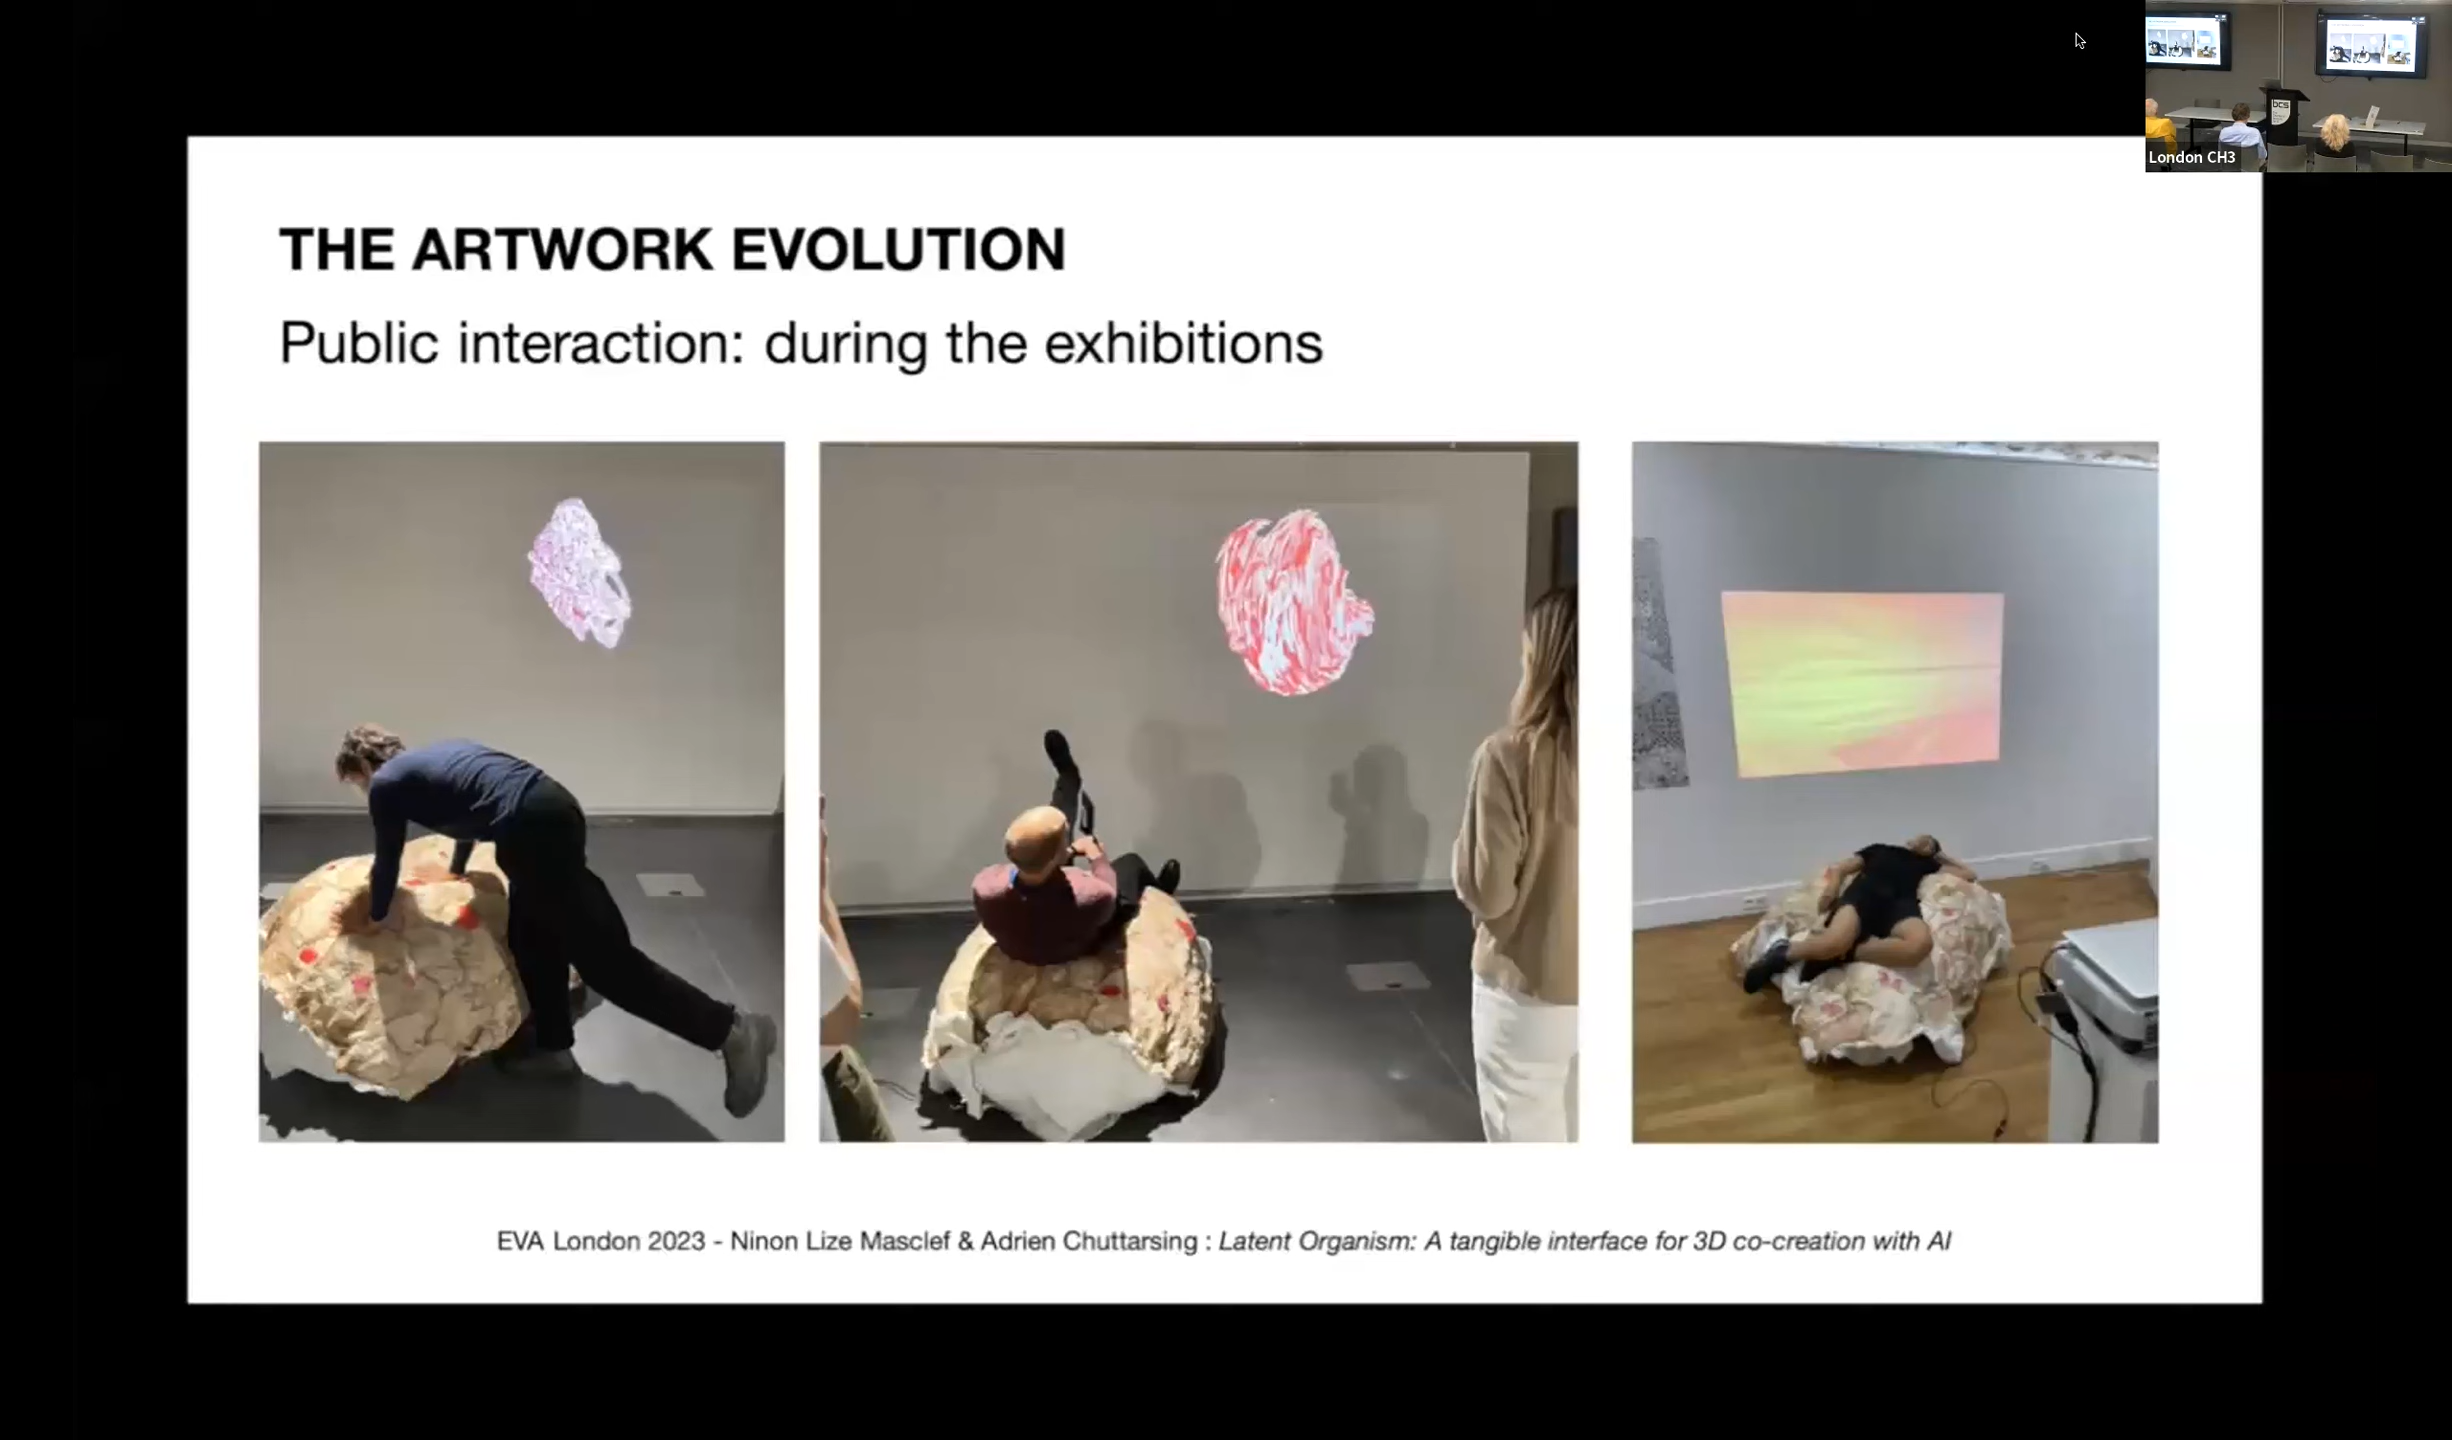 London CH3
bcs
THE ARTWORK EVOLUTION
Public interaction: during the exhibitions
EVA London 2023 - Ninon Lize Masclef & Adrien Chuttarsing : Latent Organism: A tangible interface for 3D co-creation with AI